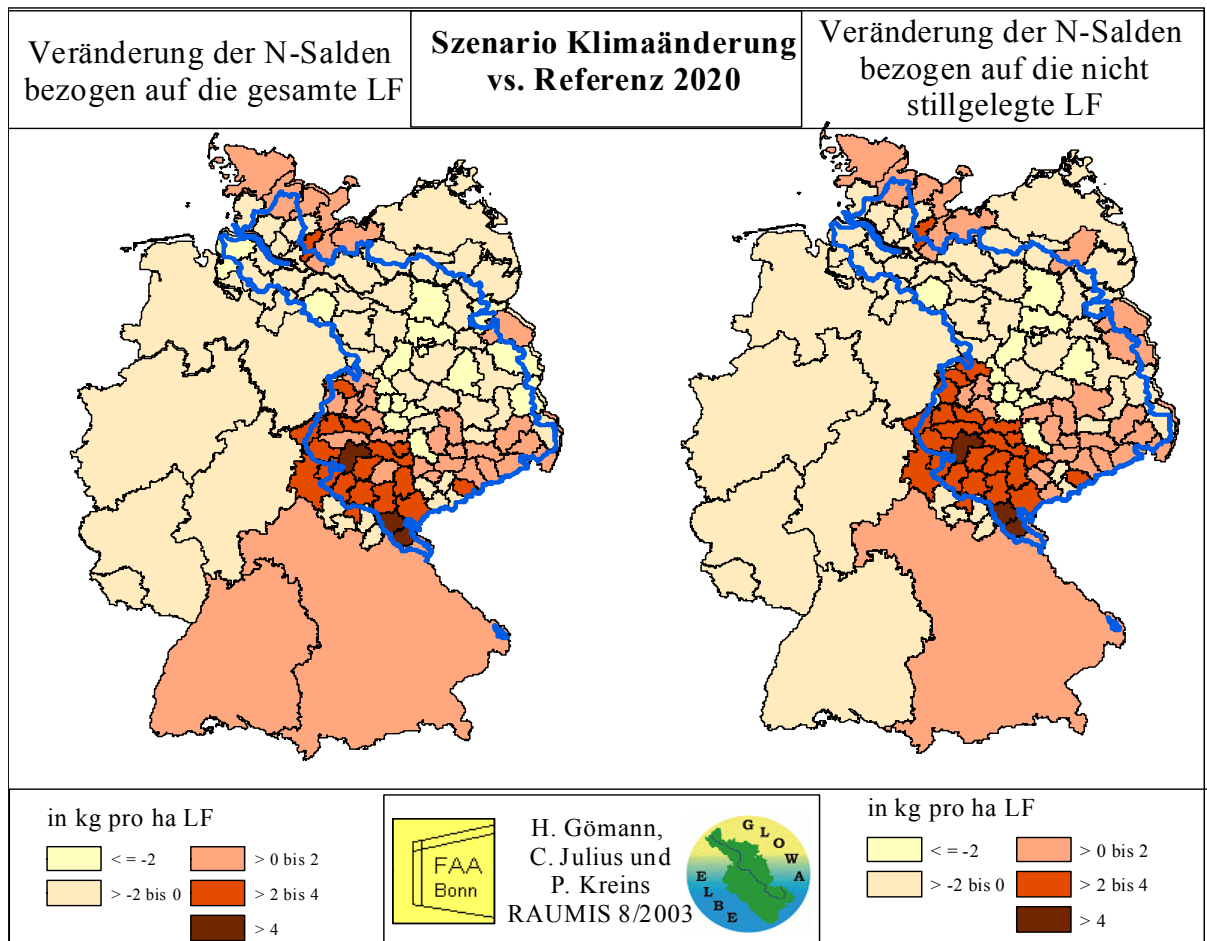 Veränderung der N-Salden
bezogen auf die gesamte LF
Szenario Klimaänderung
vs. Referenz 2020
Veränderung der N-Salden
bezogen auf die nicht
stillgelegte LF
in kg pro ha LF
< = -2
> -2 bis 0
> 0 bis 2
> 2 bis 4
> 4
FAA
Bonn
H. Gömann,
C. Julius und
P. Kreins
RAUMIS 8/2003
GLOWA
ELBE
in kg pro ha LF
< = -2
> -2 bis 0
> 0 bis 2
> 2 bis 4
> 4